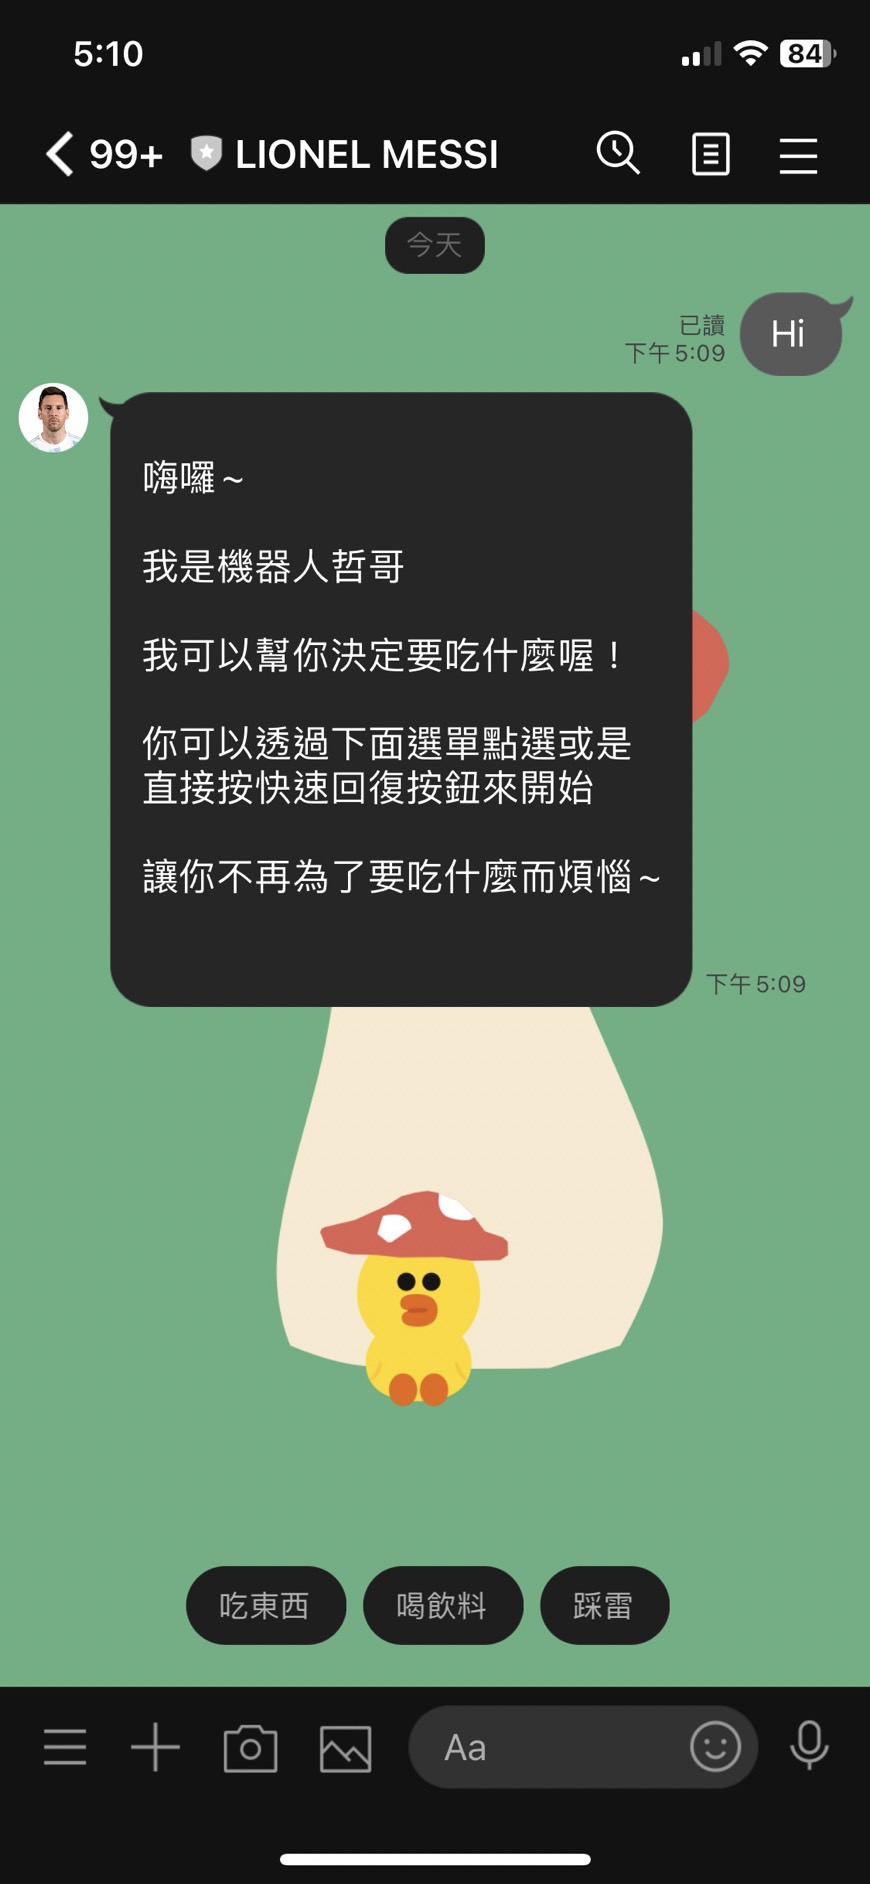 5:10
84
99+
LIONEL MESSI
今天
已讀
下午 5:09
Hi
嗨囉~
我是機器人哲哥
我可以幫你決定要吃什麼喔！
你可以透過下面選單點選或是
直接按快速回復按鈕來開始
讓你不再為了要吃什麼而煩惱~
下午 5:09
吃東西
喝飲料
踩雷
Aa